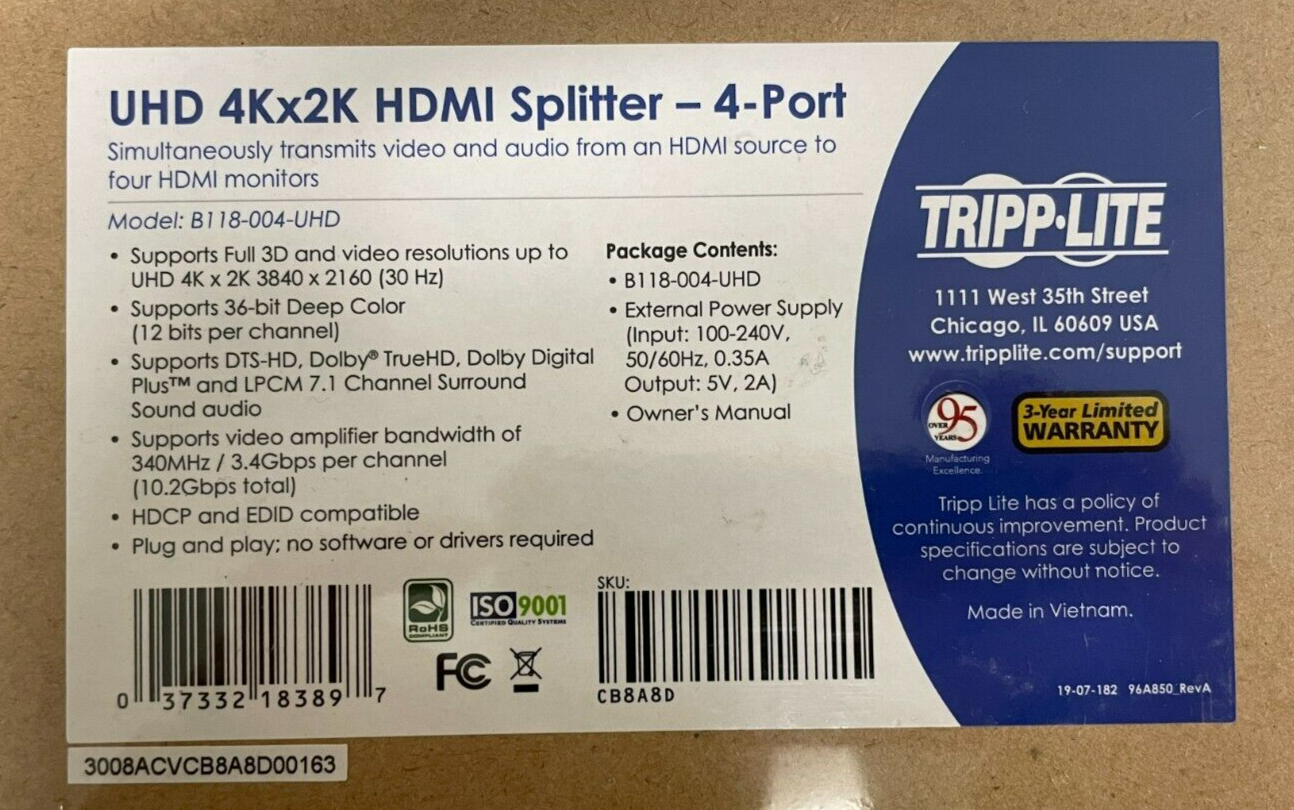 UHD 4Kx2K HDMI Splitter – 4-Port
Simultaneously transmits video and audio from an HDMI source to
four HDMI monitors
Model: B118-004-UHD
• Supports Full 3D and video resolutions up to
UHD 4K x 2K 3840 x 2160 (30 Hz)
• Supports 36-bit Deep Color
(12 bits per channel)
• Supports DTS-HD, Dolby® TrueHD, Dolby Digital
Plus™ and LPCM 7.1 Channel Surround
Sound audio
• Supports video amplifier bandwidth of
340MHz / 3.4Gbps per channel
(10.2Gbps total)
• HDCP and EDID compatible
• Plug and play; no software or drivers required
Package Contents:
• B118-004-UHD
• External Power Supply
(Input: 100-240V,
50/60Hz, 0.35A
Output: 5V, 2A)
• Owner's Manual
0 37332 18389 7
RoHS
COMPLIANT
ISO 9001
CERTIFIED QUALITY SYSTEMS
FC
SKU:
CB8A8D
TRIPP·LITE
1111 West 35th Street
Chicago, IL 60609 USA
www.tripplite.com/support
OVER
95
YEARS
Manufacturing
Excellence.
3-Year Limited
WARRANTY
Tripp Lite has a policy of
continuous improvement. Product
specifications are subject to
change without notice.
Made in Vietnam.
19-07-182 96A850_RevA
3008ACVCB8A8D00163